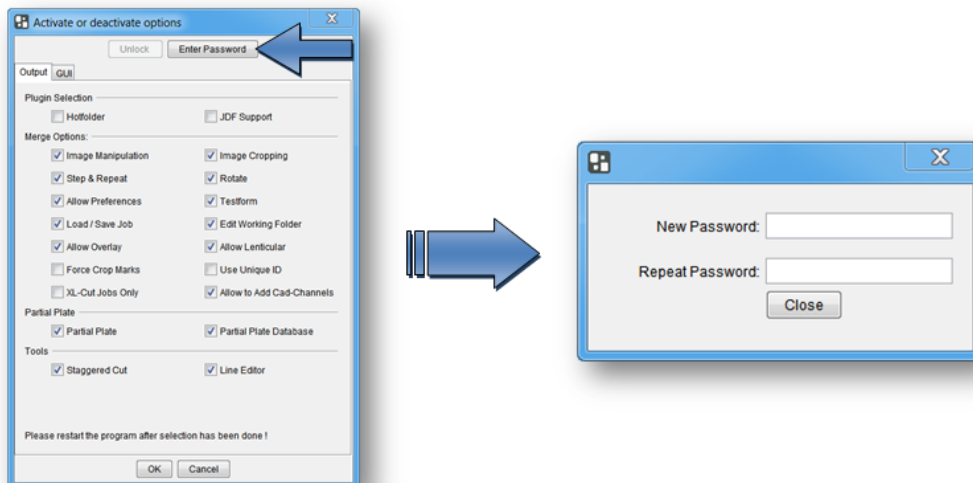 Activate or deactivate options
Unlock Enter Password
Output GUI
Plugin Selection
Hotfolder JDF Support
Merge Options:
Image Manipulation Image Cropping
Step & Repeat Rotate
Allow Preferences Testform
Load / Save Job Edit Working Folder
Allow Overlay Allow Lenticular
Force Crop Marks Use Unique ID
XL-Cut Jobs Only Allow to Add Cad-Channels
Partial Plate
Partial Plate Partial Plate Database
Tools
Staggered Cut Line Editor
Please restart the program after selection has been done !
OK Cancel
New Password:
Repeat Password:
Close